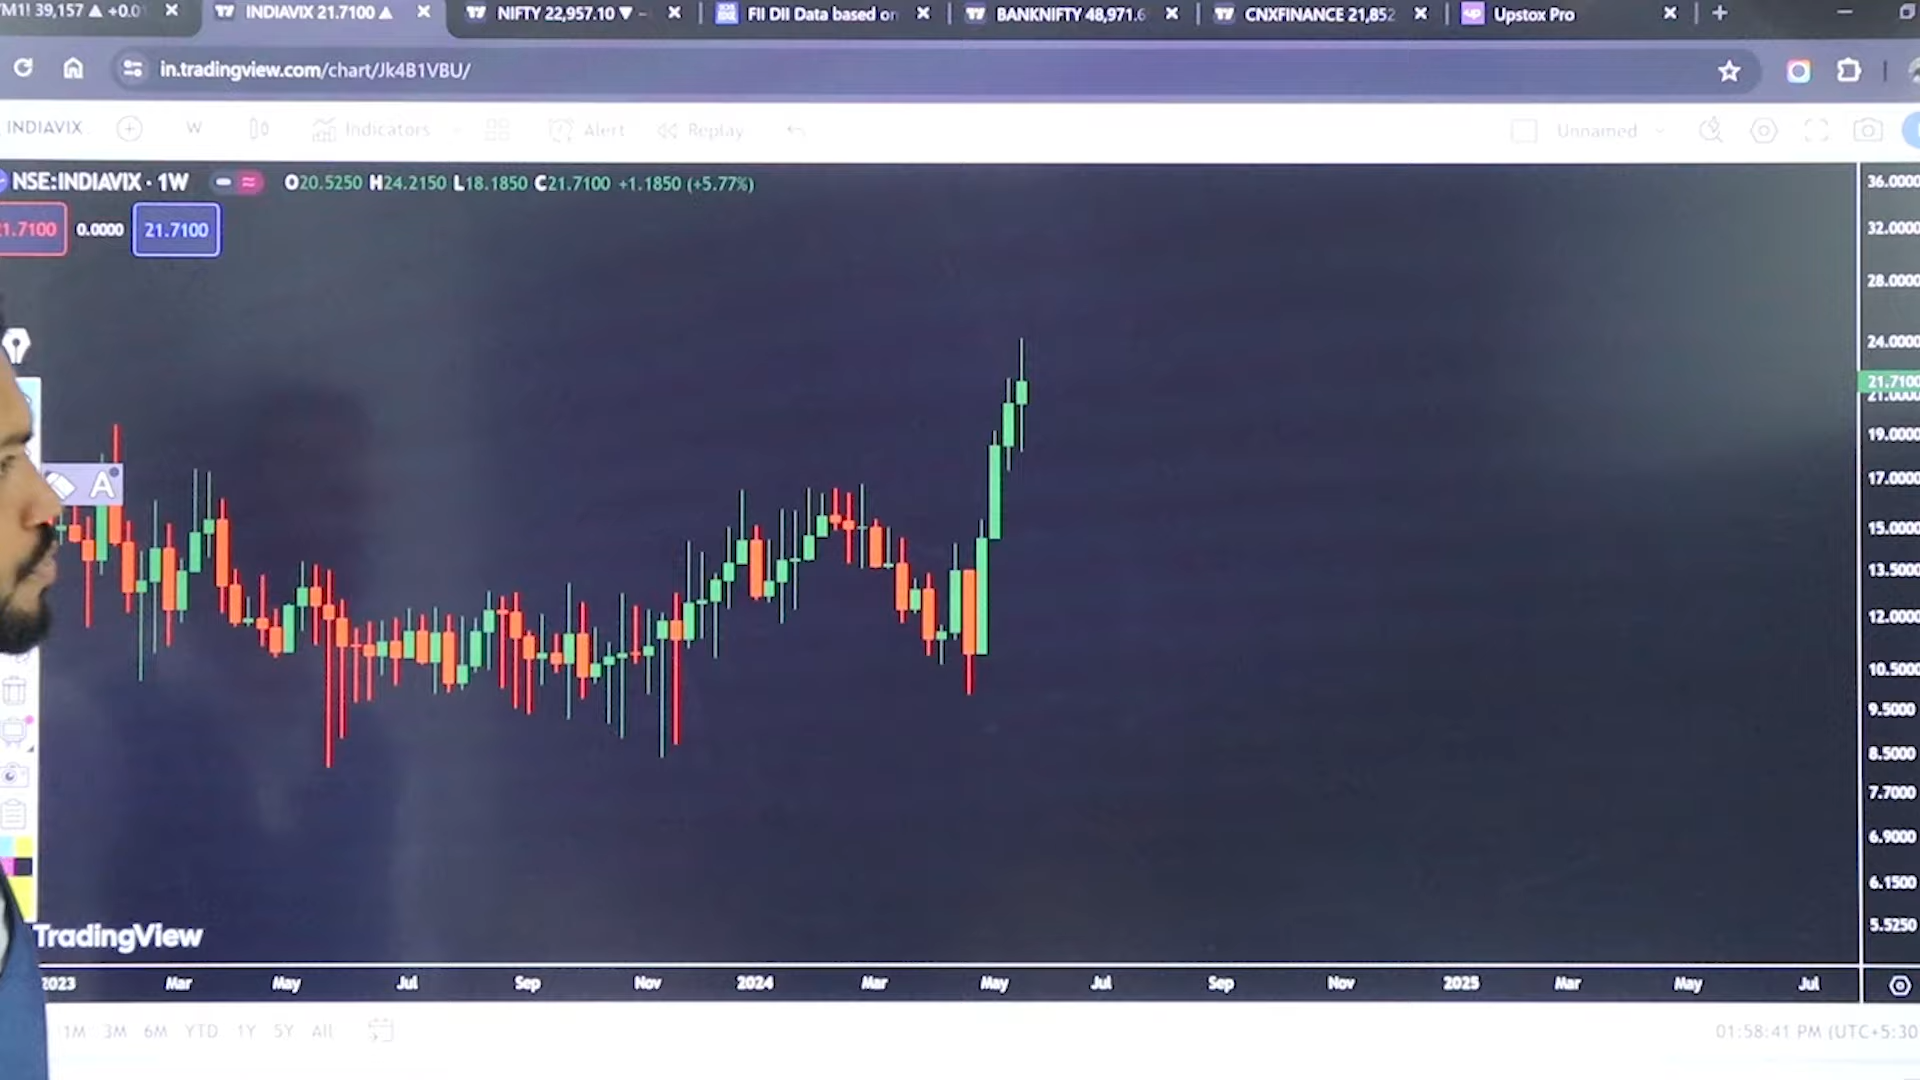 M1! 39,157 ▲ +0.0
INDIAVIX 21.7100 ▲
NIFTY 22,957.10 ▼ –
FII DII Data based on
BANKNIFTY 48,971.6
CNXFINANCE 21,852
Upstox Pro
in.tradingview.com/chart/Jk4B1VBU/
INDIAVIX
W
Indicators
Alert
Replay
Unnamed
NSE:INDIAVIX · 1W
O20.5250 H24.2150 L18.1850 C21.7100 +1.1850 (+5.77%)
1.7100
0.0000
21.7100
A
36.0000
32.0000
28.0000
24.0000
21.7100
21.0000
19.0000
17.0000
15.0000
13.5000
12.0000
10.5000
9.5000
8.5000
7.7000
6.9000
6.1500
5.5250
TradingView
2023 Mar May Jul Sep Nov 2024 Mar May Jul Sep Nov 2025 Mar May Jul
1M 3M 6M YTD 1Y 5Y All
01:58:41 PM (UTC+5:30